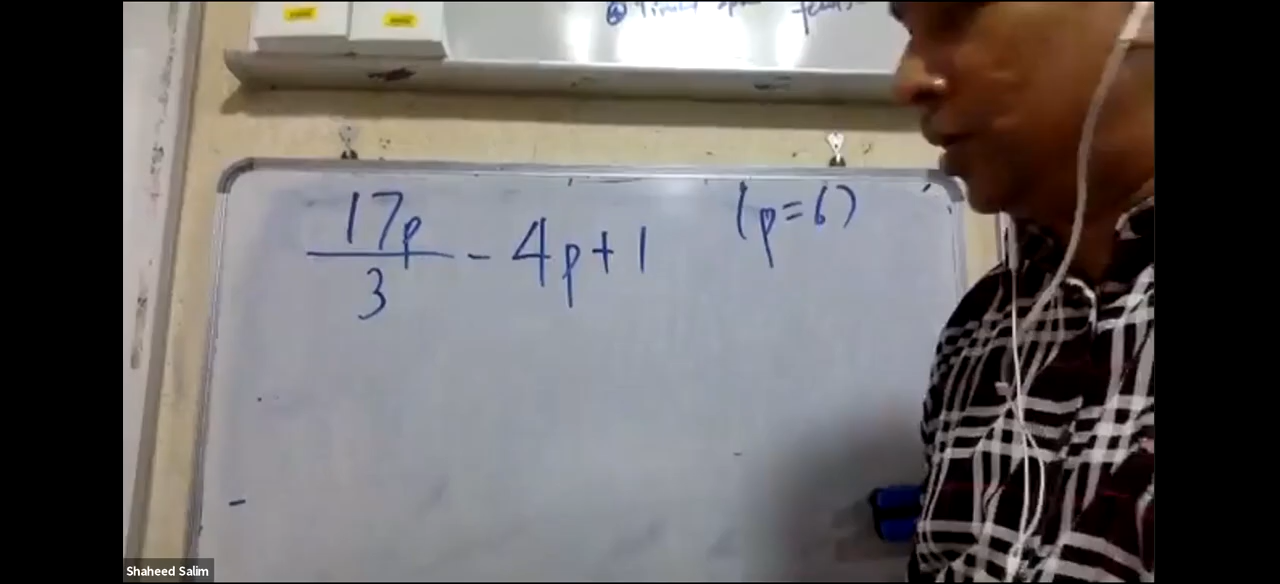 17p/3 - 4p + 1 (p = 6)
Shaheed Salim